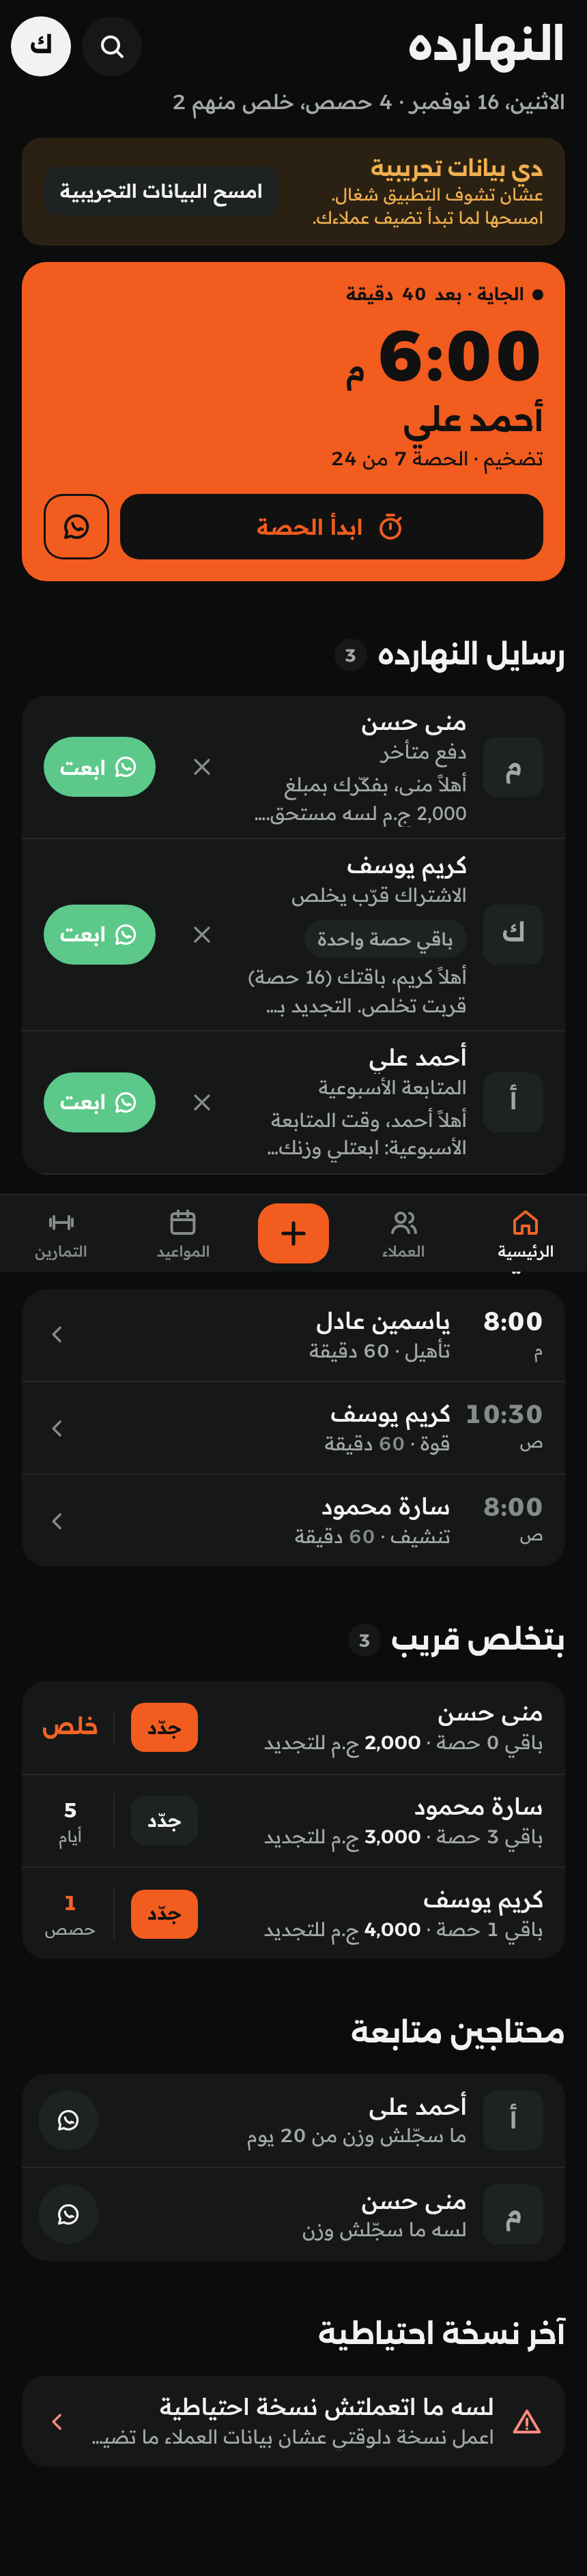 النهارده
ك
الاثنين، 16 نوفمبر · 4 حصص، خلص منهم 2
دي بيانات تجريبية
عشان تشوف التطبيق شغال.
امسحها لما تبدأ تضيف عملاءك.
امسح البيانات التجريبية
الجاية · بعد 40 دقيقة
6:00 م
أحمد علي
تضخيم · الحصة 7 من 24
ابدأ الحصة
رسايل النهارده 3
م
منى حسن
دفع متأخر
أهلاً منى، بفكّرك بمبلغ
2,000 ج.م لسه مستحق....
ابعت
ك
كريم يوسف
الاشتراك قرّب يخلص
باقي حصة واحدة
أهلاً كريم، باقتك (16 حصة)
قربت تخلص. التجديد بـ...
ابعت
أ
أحمد علي
المتابعة الأسبوعية
أهلاً أحمد، وقت المتابعة
الأسبوعية: ابعتلي وزنك...
ابعت
الرئيسية
العملاء
المواعيد
التمارين
8:00 م
ياسمين عادل
تأهيل · 60 دقيقة
10:30 ص
كريم يوسف
قوة · 60 دقيقة
8:00 ص
سارة محمود
تنشيف · 60 دقيقة
بتخلص قريب 3
منى حسن
باقي 0 حصة · 2,000 ج.م للتجديد
جدّد
خلص
سارة محمود
باقي 3 حصة · 3,000 ج.م للتجديد
جدّد
5 أيام
كريم يوسف
باقي 1 حصة · 4,000 ج.م للتجديد
جدّد
1 حصص
محتاجين متابعة
أ
أحمد علي
ما سجّلش وزن من 20 يوم
م
منى حسن
لسه ما سجّلش وزن
آخر نسخة احتياطية
لسه ما اتعملتش نسخة احتياطية
اعمل نسخة دلوقتي عشان بيانات العملاء ما تضيـ...